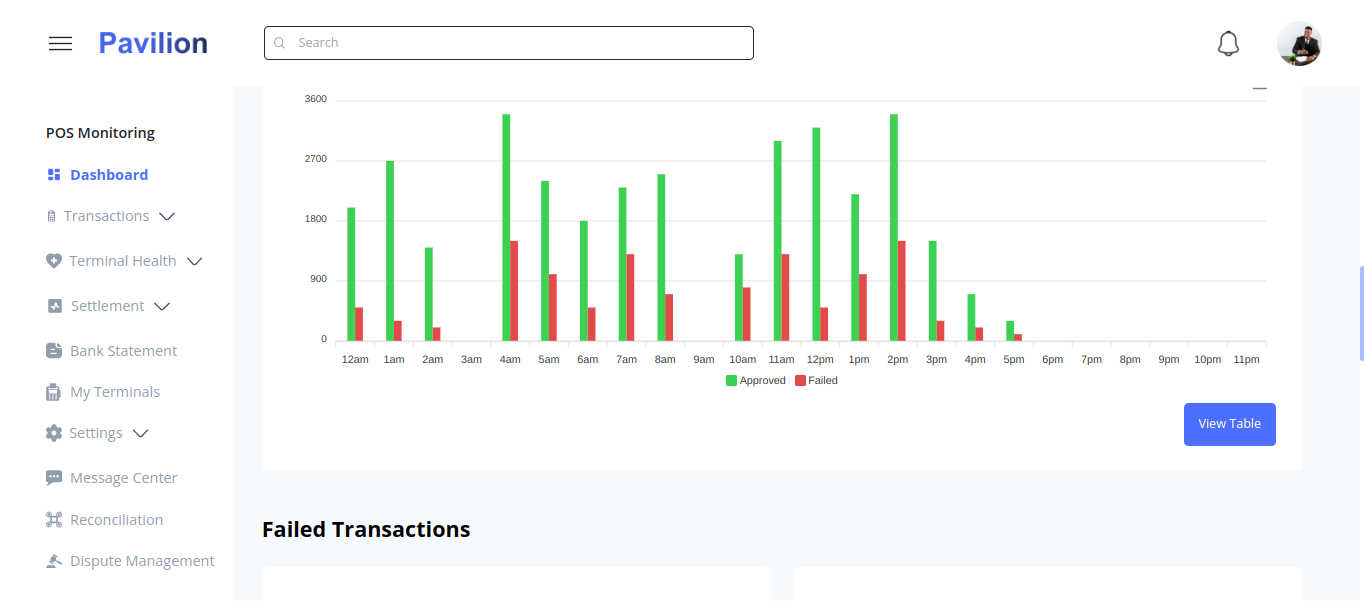 Pavilion
Search
POS Monitoring
Dashboard
Transactions
Terminal Health
Settlement
Bank Statement
My Terminals
Settings
Message Center
Reconciliation
Dispute Management
3600
2700
1800
900
0
12am 1am 2am 3am 4am 5am 6am 7am 8am 9am 10am 11am 12pm 1pm 2pm 3pm 4pm 5pm 6pm 7pm 8pm 9pm 10pm 11pm
Approved Failed
View Table
Failed Transactions